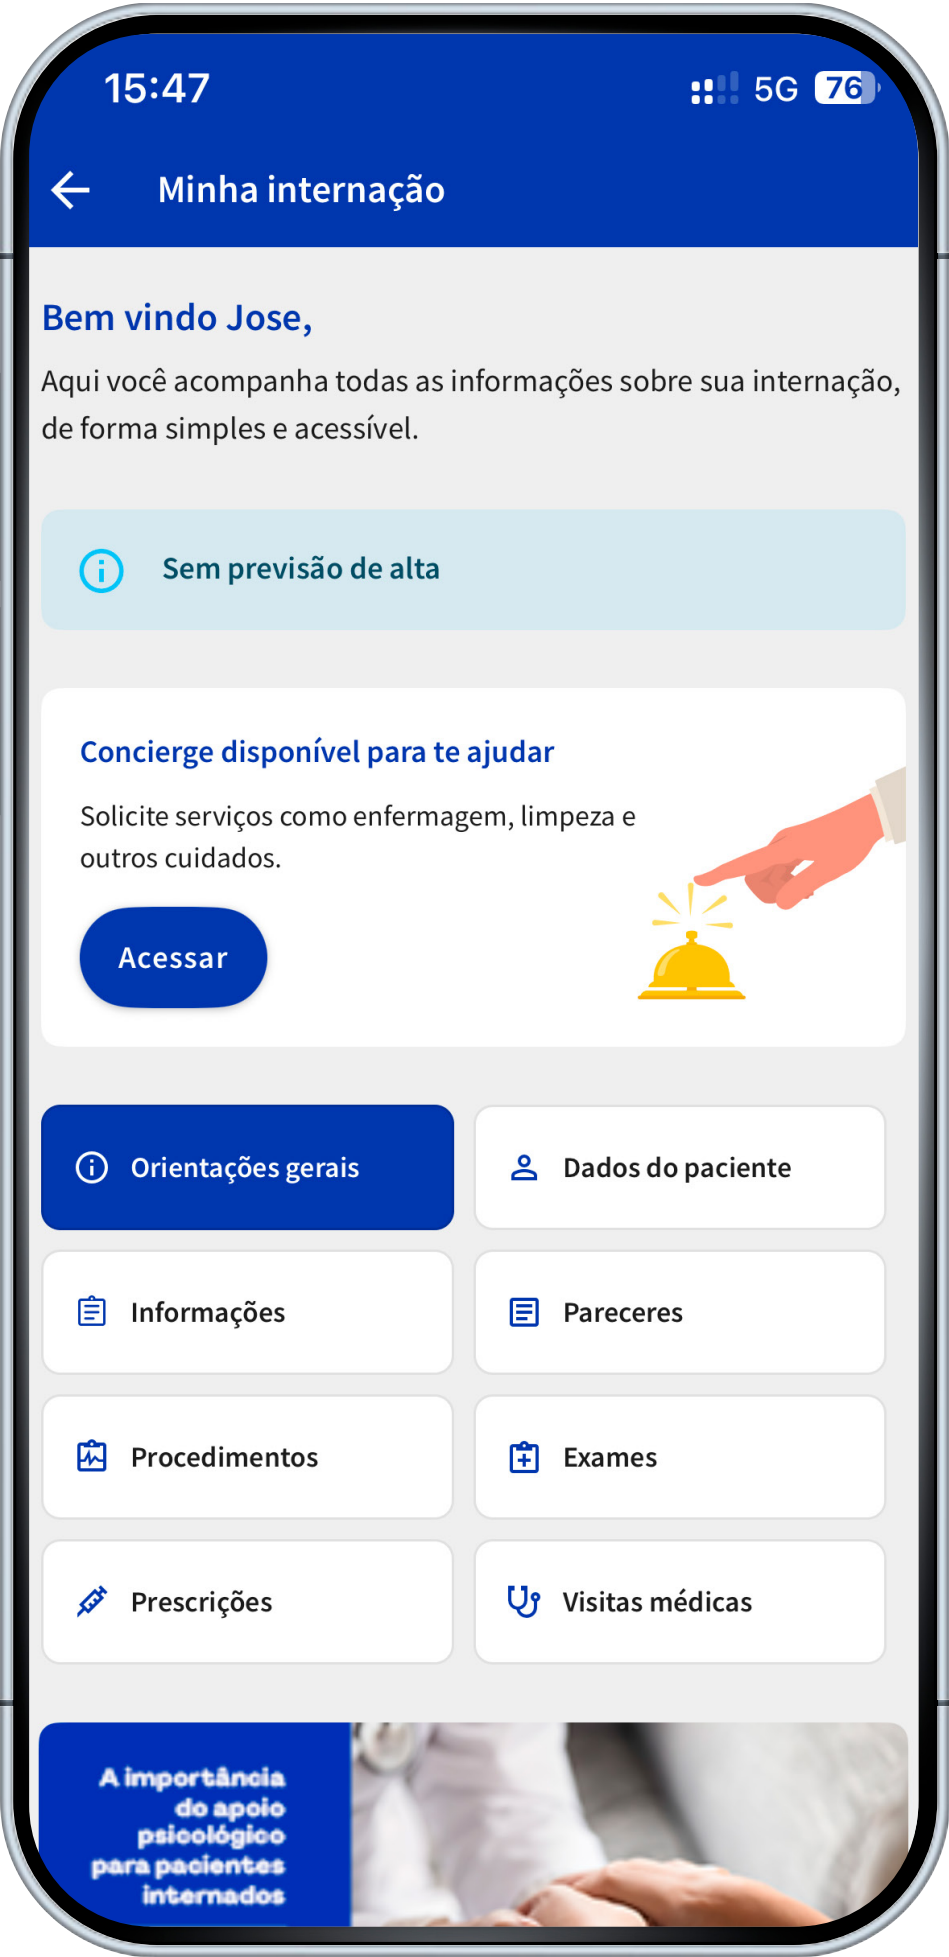 15:47
5G 76
Minha internação
Bem vindo Jose,
Aqui você acompanha todas as informações sobre sua internação,
de forma simples e acessível.
Sem previsão de alta
Concierge disponível para te ajudar
Solicite serviços como enfermagem, limpeza e
outros cuidados.
Acessar
Orientações gerais
Dados do paciente
Informações
Pareceres
Procedimentos
Exames
Prescrições
Visitas médicas
A importância
do apoio
psicológico
para pacientes
internados